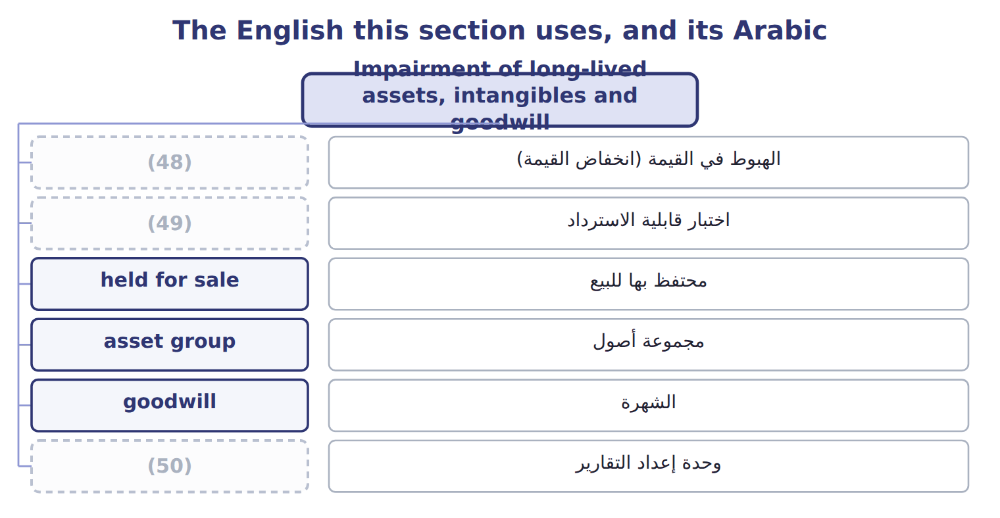 The English this section uses, and its Arabic
Impairment of long-lived
assets, intangibles and
goodwill
(48)
الهبوط في القيمة (انخفاض القيمة)
(49)
اختبار قابلية الاسترداد
held for sale
محتفظ بها للبيع
asset group
مجموعة أصول
goodwill
الشهرة
(50)
وحدة إعداد التقارير